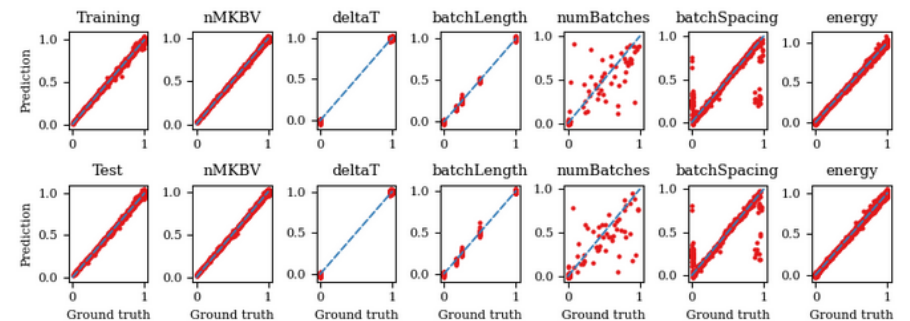 Training nMKBV deltaT batchLength numBatches batchSpacing energy
1.0 1.0 1.0 1.0 1.0 1.0 1.0
Prediction
0.5 0.5 0.5 0.5 0.5 0.5 0.5
0.0 0.0 0.0 0.0 0.0 0.0 0.0
0 1 0 1 0 1 0 1 0 1 0 1 0 1
Test nMKBV deltaT batchLength numBatches batchSpacing energy
1.0 1.0 1.0 1.0 1.0 1.0 1.0
Prediction
0.5 0.5 0.5 0.5 0.5 0.5 0.5
0.0 0.0 0.0 0.0 0.0 0.0 0.0
0 1 0 1 0 1 0 1 0 1 0 1 0 1
Ground truth Ground truth Ground truth Ground truth Ground truth Ground truth Ground truth